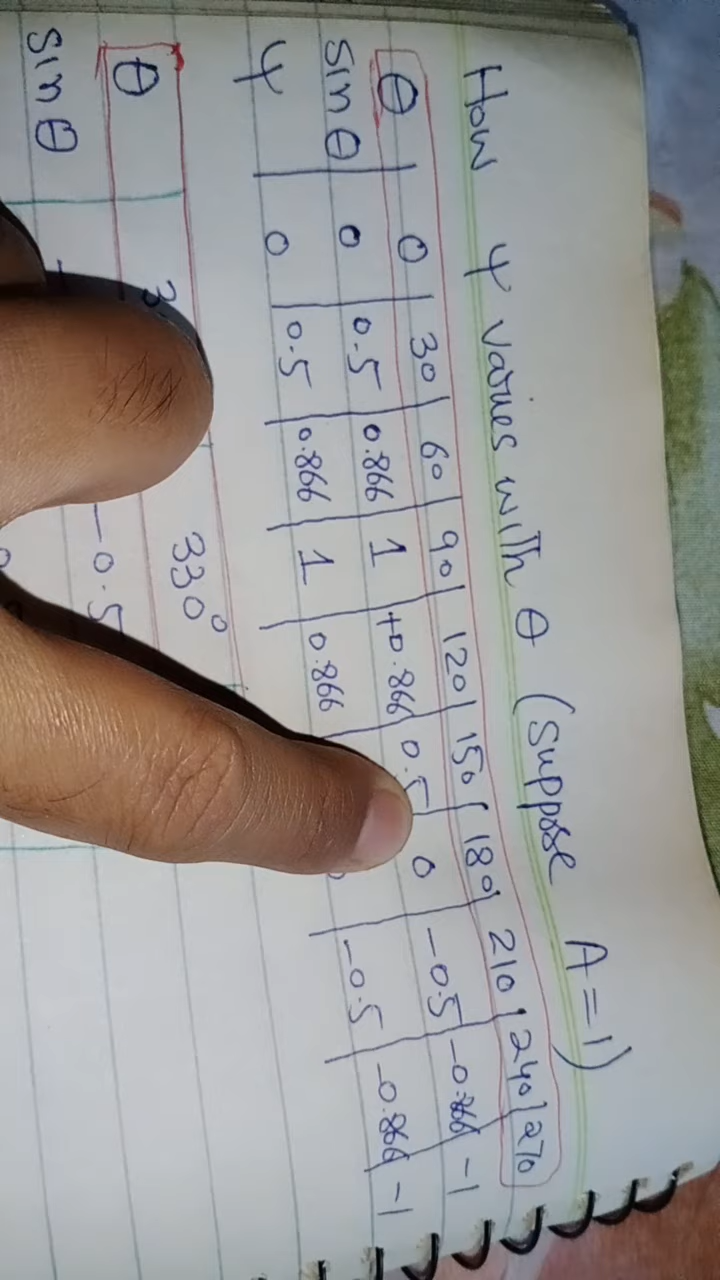 How ψ varies with θ (suppose A=1)
θ 0 30 60 90 120 150 180 210 240 270
sin θ 0 0.5 0.866 1 +0.866 0.5 0 -0.5 -0.866 -1
ψ 0 0.5 0.866 1 0.866 -0.5 -0.866 -1
θ 330°
sin θ -0.5